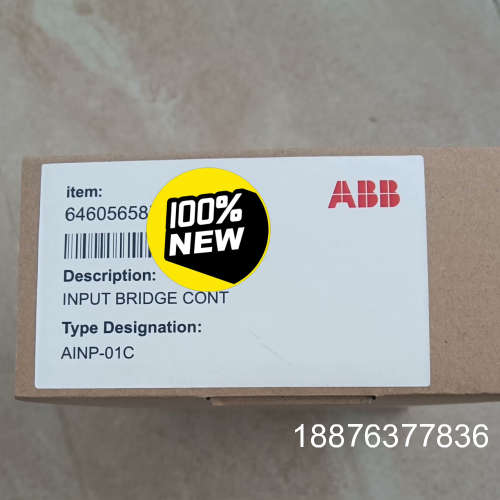 item:
ABB
64605658
100%
NEW
Description:
INPUT BRIDGE CONT
Type Designation:
AINP-01C
18876377836